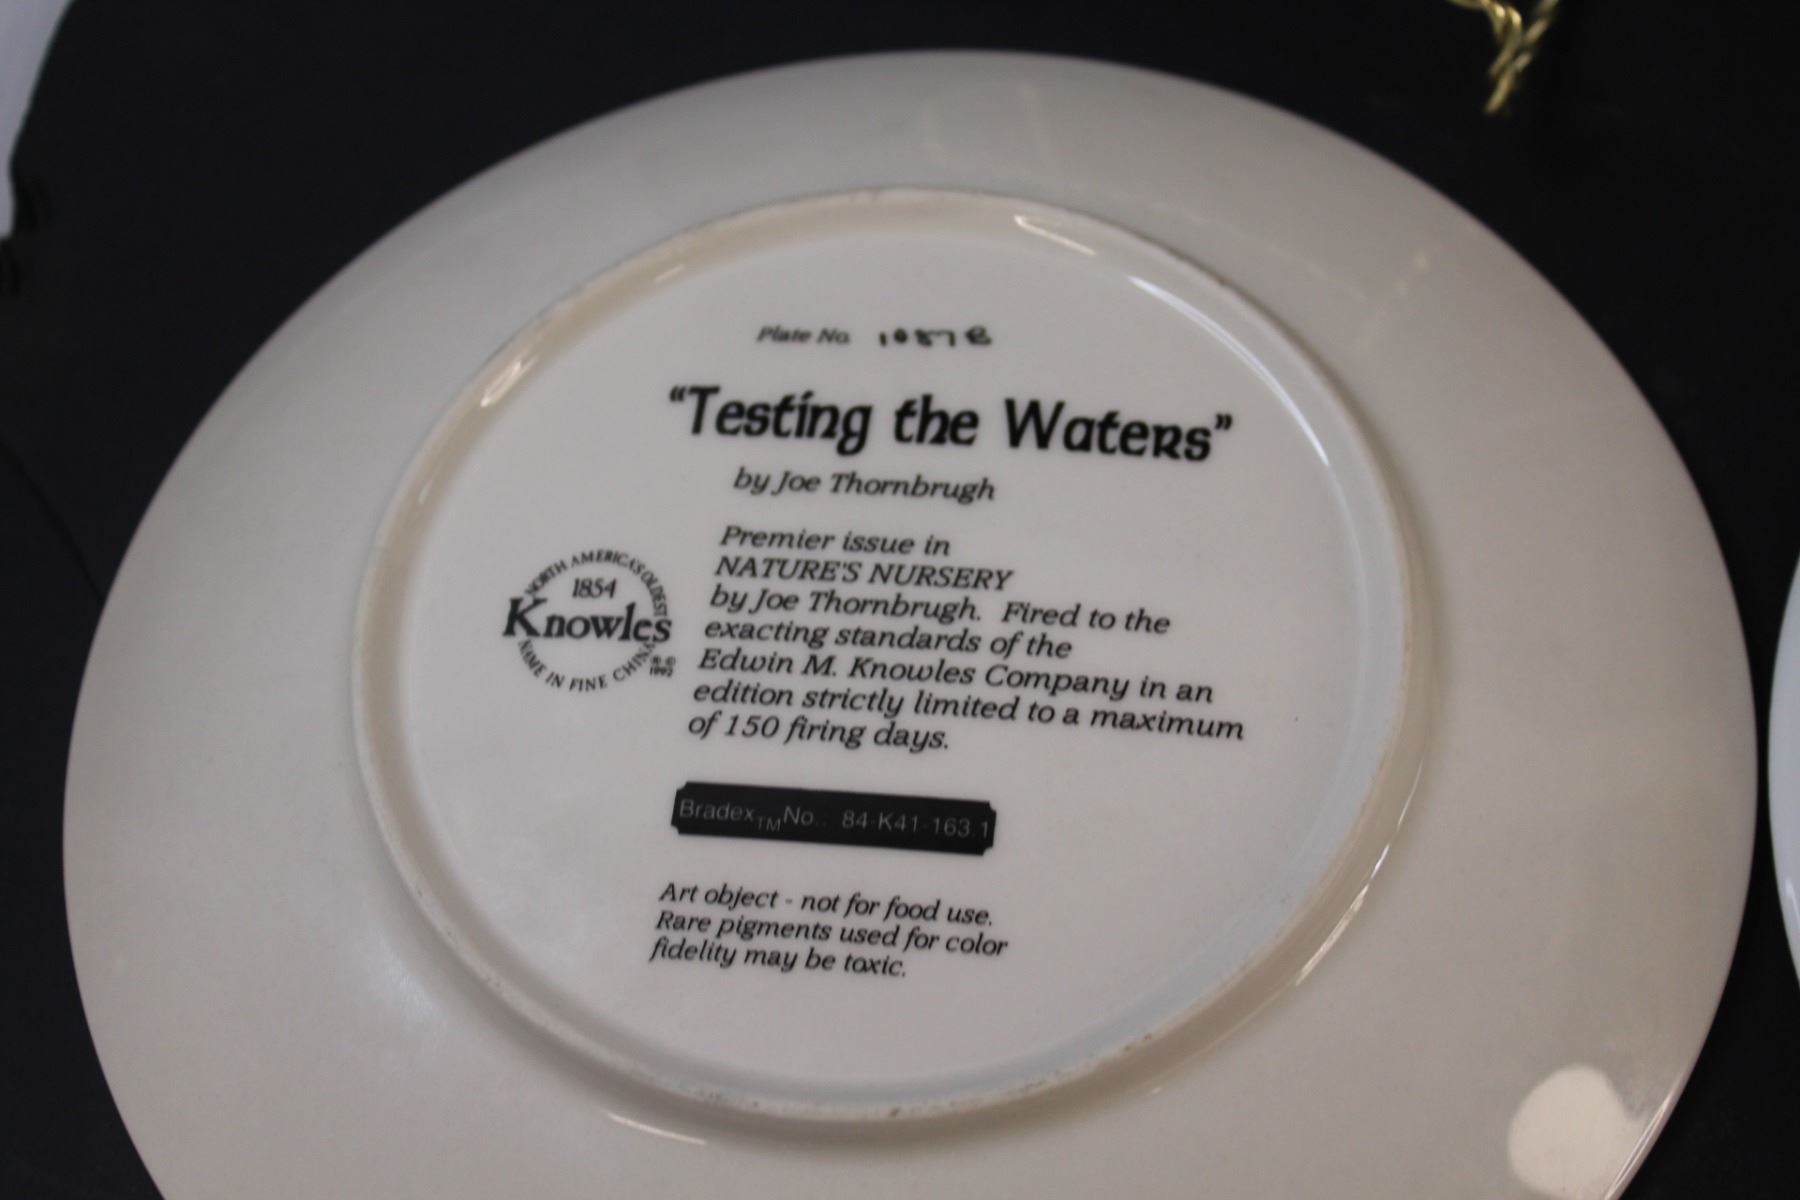 Plate No. 1087B
“Testing the Waters”
by Joe Thornbrugh
Premier issue in
NATURE'S NURSERY
by Joe Thornbrugh. Fired to the
exacting standards of the
Edwin M. Knowles Company in an
edition strictly limited to a maximum
of 150 firing days.
NORTH AMERICA'S OLDEST
1854
Knowles
NAME IN FINE CHINA
Bradex TM No.: 84-K41-163.1
Art object - not for food use.
Rare pigments used for color
fidelity may be toxic.